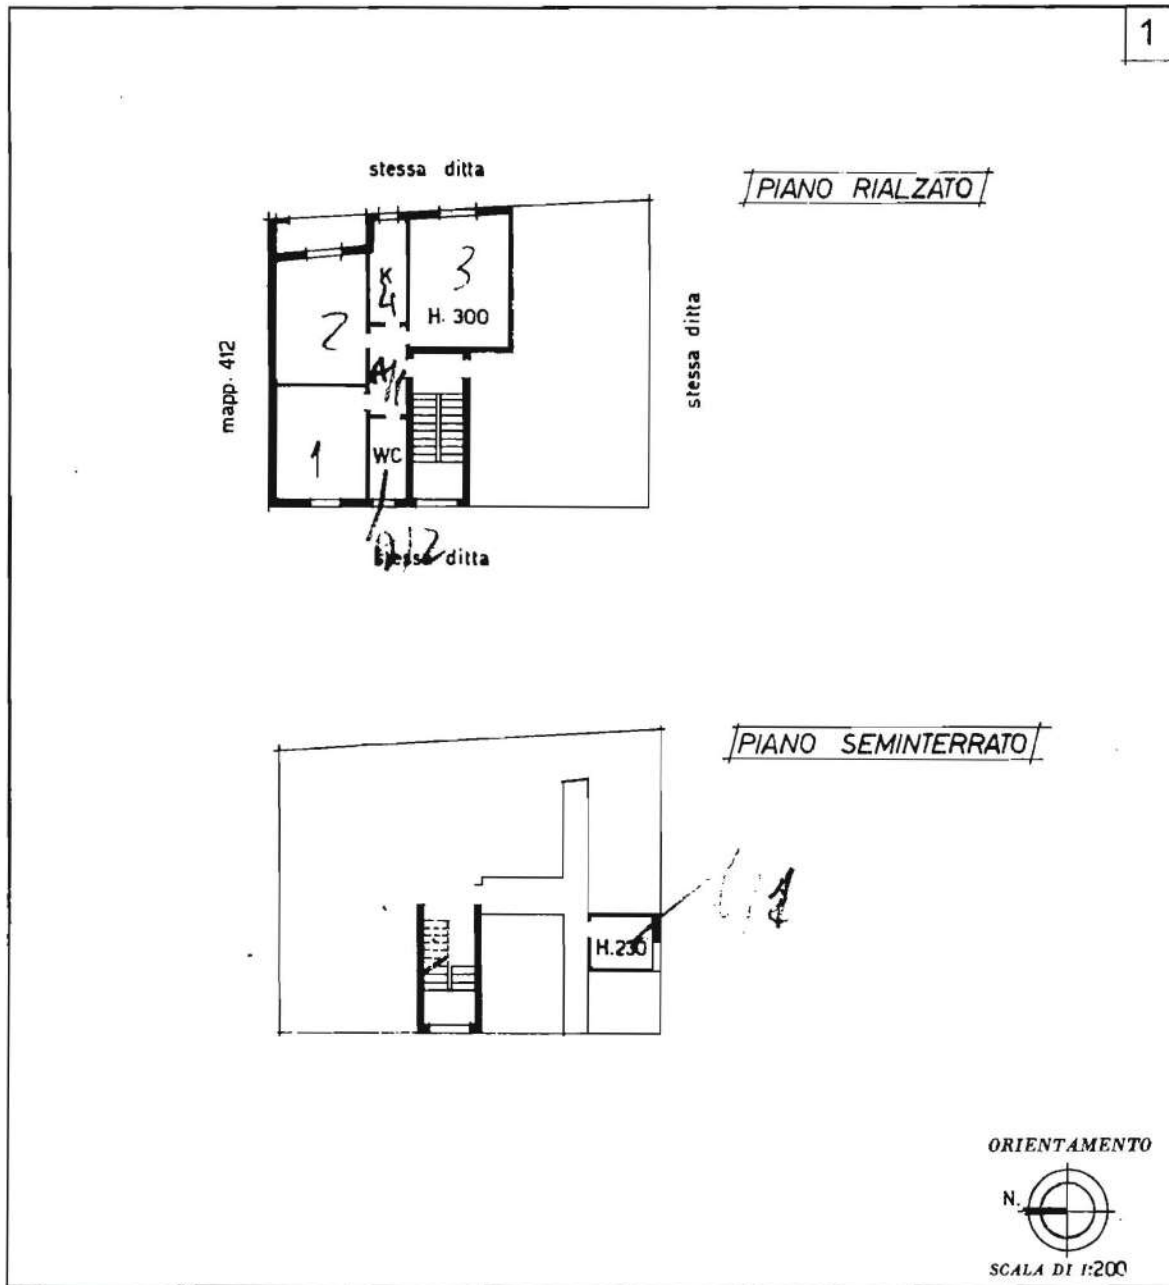 1
stessa ditta
PIANO RIALZATO
K
4
3
H. 300
2
mapp. 412
stessa ditta
1
WC
stessa ditta
PIANO SEMINTERRATO
H.230
ORIENTAMENTO
N.
SCALA DI 1:200